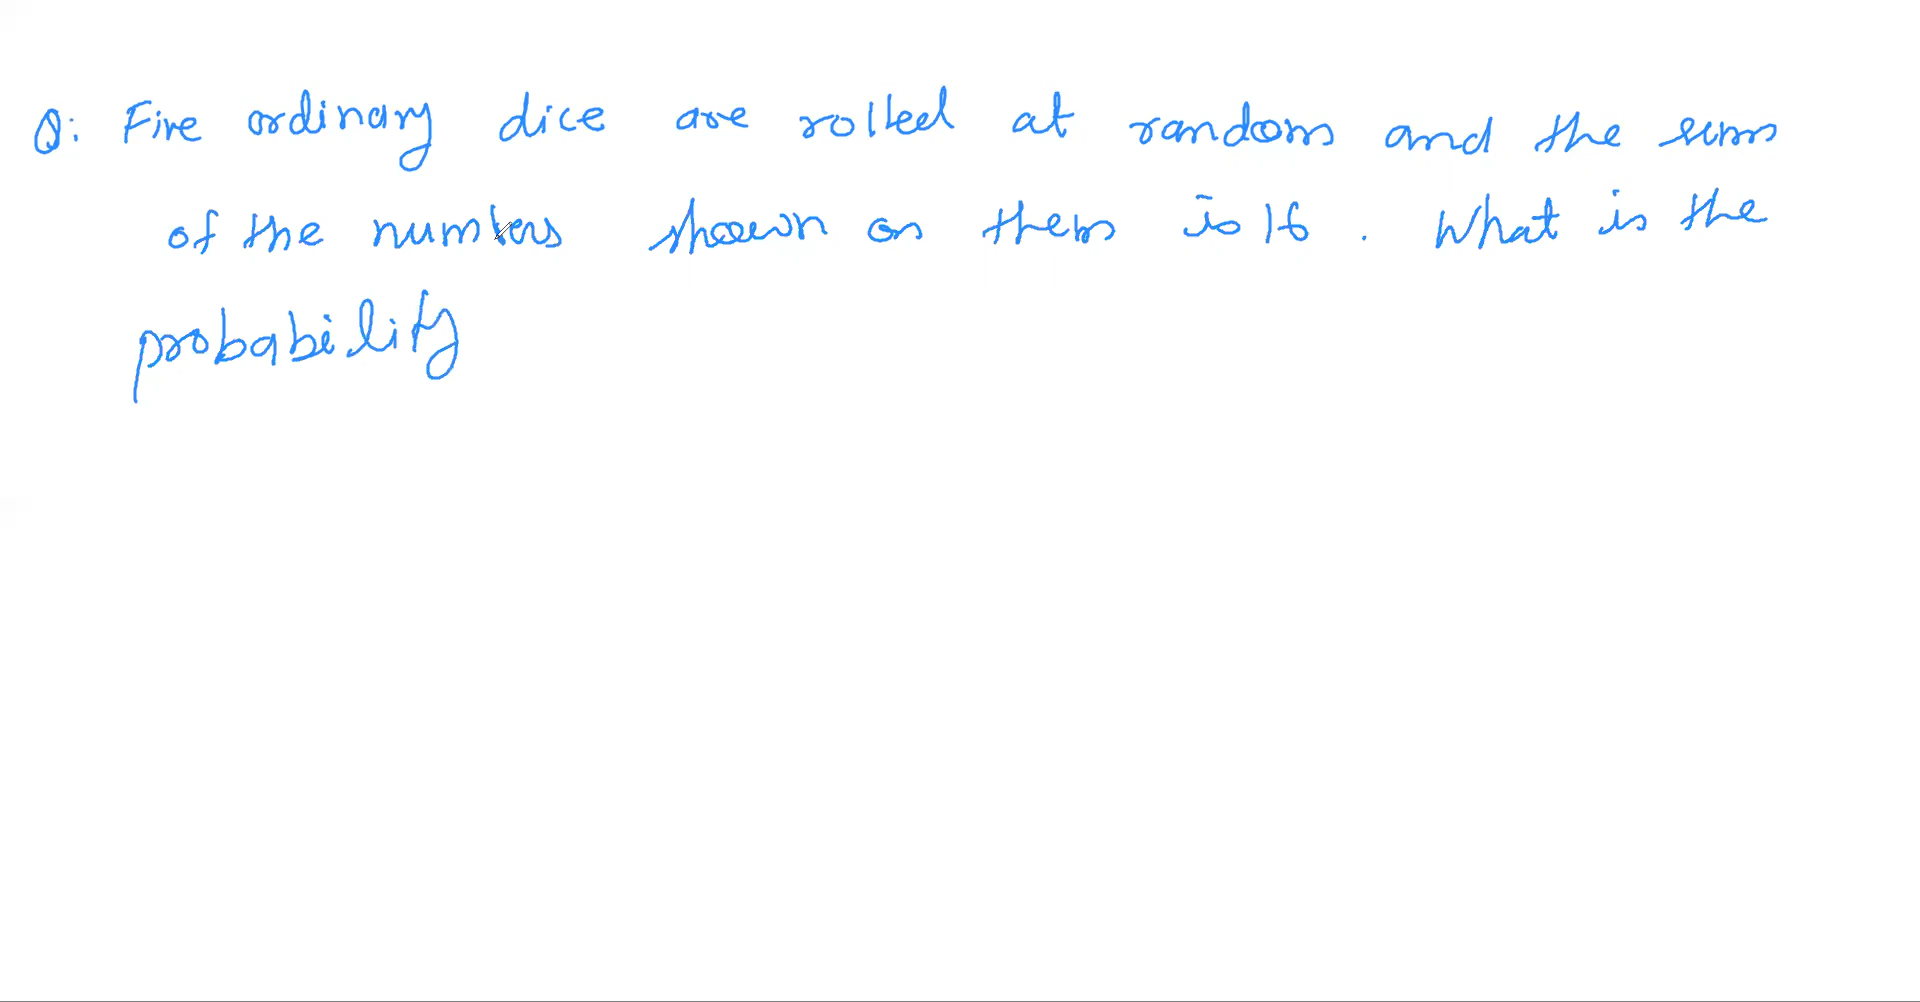 Q: Five ordinary dice are rolled at random and the sum
of the numbers shown on them is 16 . What is the
probability